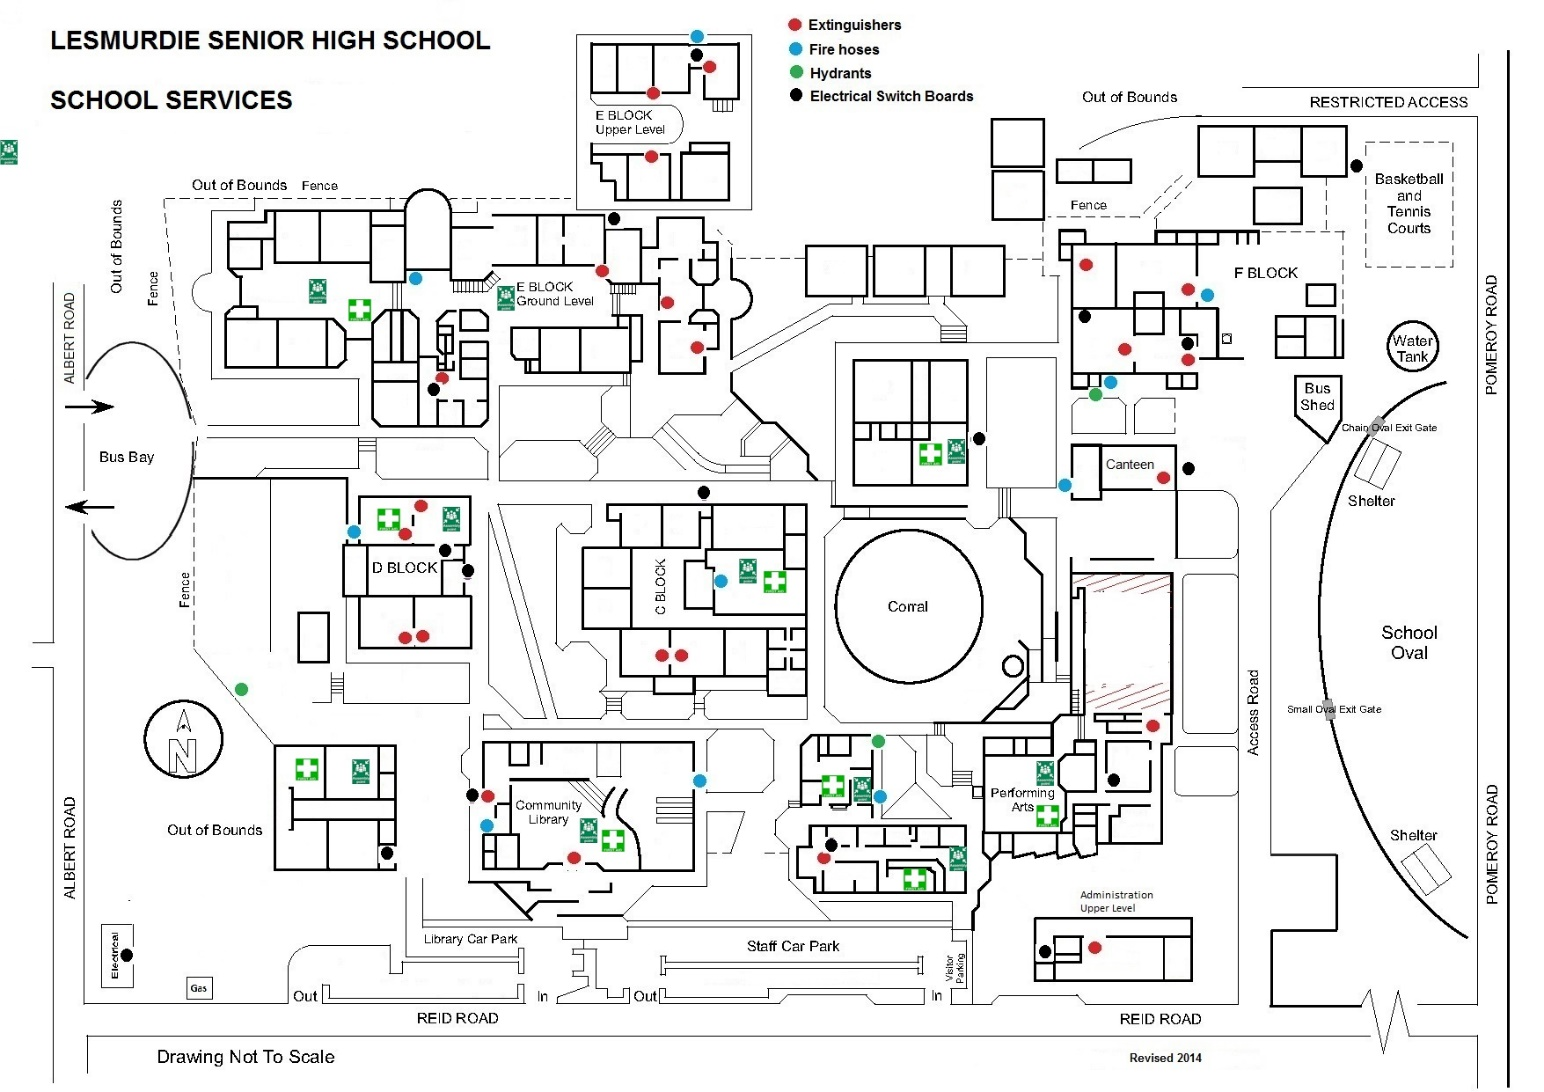 LESMURDIE SENIOR HIGH SCHOOL
SCHOOL SERVICES
Extinguishers
Fire hoses
Hydrants
Electrical Switch Boards
Out of Bounds
RESTRICTED ACCESS
E BLOCK
Upper Level
Out of Bounds
Fence
Out of Bounds
Fence
Fence
Basketball
and
Tennis
Courts
E BLOCK
Ground Level
F BLOCK
ALBERT ROAD
POMEROY ROAD
Water
Tank
Bus
Shed
Chain Oval Exit Gate
Bus Bay
Canteen
Shelter
D BLOCK
C BLOCK
Fence
Corral
School
Oval
Access Road
Small Oval Exit Gate
N
Community
Library
Performing
Arts
Out of Bounds
ALBERT ROAD
POMEROY ROAD
Shelter
Administration
Upper Level
Electrical
Library Car Park
Staff Car Park
Visitor
Parking
Gas
Out
In
Out
In
REID ROAD
REID ROAD
Drawing Not To Scale
Revised 2014